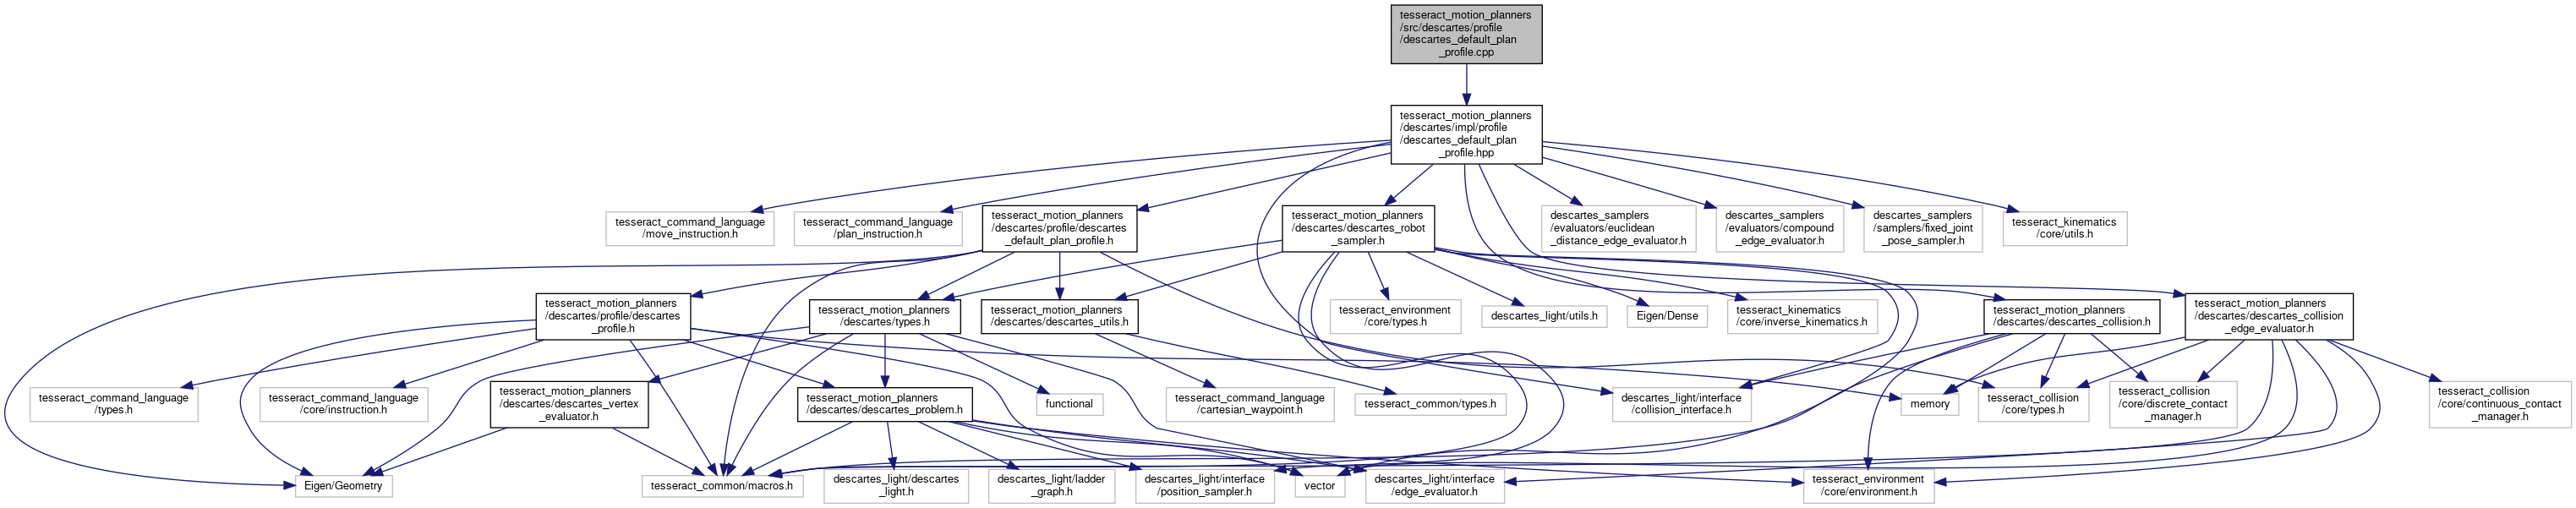 tesseract_motion_planners
/src/descartes/profile
/descartes_default_plan
_profile.cpp
tesseract_motion_planners
/descartes/impl/profile
/descartes_default_plan
_profile.hpp
tesseract_command_language
/move_instruction.h
tesseract_command_language
/plan_instruction.h
tesseract_motion_planners
/descartes/profile/descartes
_default_plan_profile.h
tesseract_motion_planners
/descartes/descartes_robot
_sampler.h
descartes_samplers
/evaluators/euclidean
_distance_edge_evaluator.h
descartes_samplers
/evaluators/compound
_edge_evaluator.h
descartes_samplers
/samplers/fixed_joint
_pose_sampler.h
tesseract_kinematics
/core/utils.h
tesseract_motion_planners
/descartes/profile/descartes
_profile.h
tesseract_motion_planners
/descartes/types.h
tesseract_motion_planners
/descartes/descartes_utils.h
tesseract_environment
/core/types.h
descartes_light/utils.h
Eigen/Dense
tesseract_kinematics
/core/inverse_kinematics.h
tesseract_motion_planners
/descartes/descartes_collision.h
tesseract_motion_planners
/descartes/descartes_collision
_edge_evaluator.h
tesseract_command_language
/types.h
tesseract_command_language
/core/instruction.h
tesseract_motion_planners
/descartes/descartes_vertex
_evaluator.h
tesseract_motion_planners
/descartes/descartes_problem.h
functional
tesseract_command_language
/cartesian_waypoint.h
tesseract_common/types.h
descartes_light/interface
/collision_interface.h
memory
tesseract_collision
/core/types.h
tesseract_collision
/core/discrete_contact
_manager.h
tesseract_collision
/core/continuous_contact
_manager.h
Eigen/Geometry
tesseract_common/macros.h
descartes_light/descartes
_light.h
descartes_light/ladder
_graph.h
descartes_light/interface
/position_sampler.h
vector
descartes_light/interface
/edge_evaluator.h
tesseract_environment
/core/environment.h